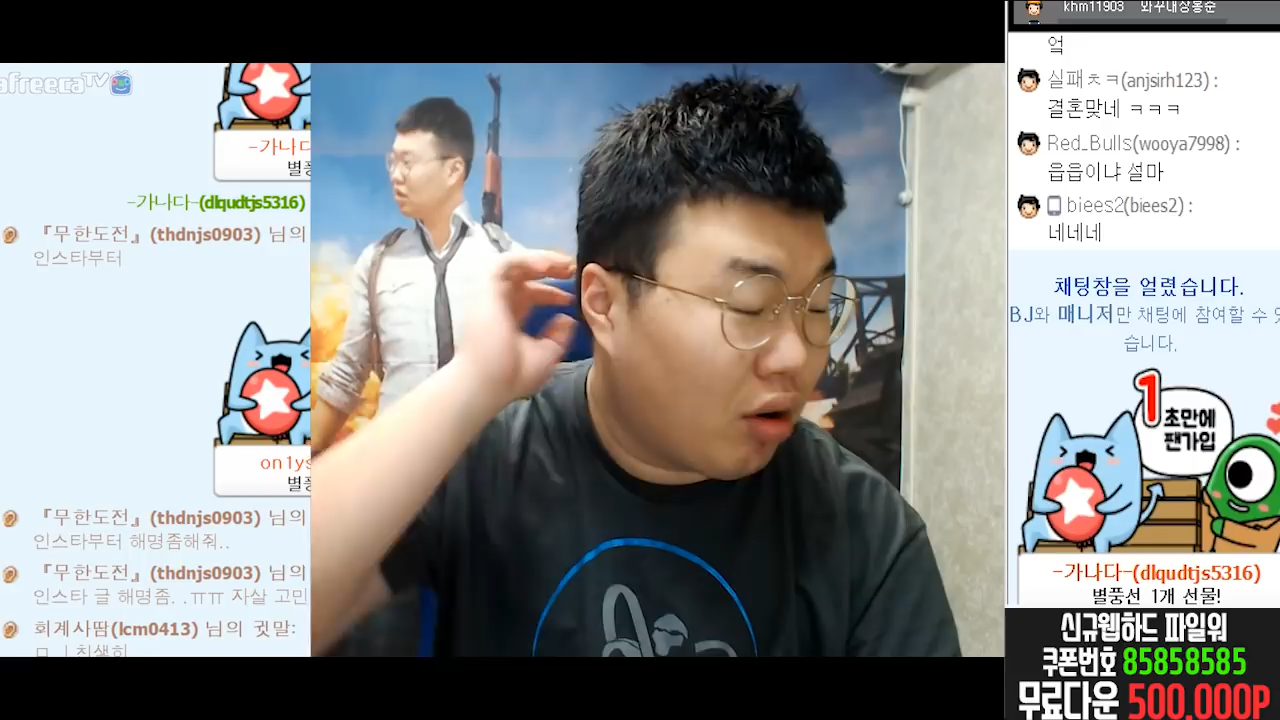 afreecaTV
-가나다
별풍
-가나다-(dlqudtjs5316)
『무한도전』(thdnjs0903) 님의
인스타부터
on1ys
별풍
『무한도전』(thdnjs0903) 님의
인스타부터 해명좀해줘..
『무한도전』(thdnjs0903) 님의
인스타 글 해명좀. .ㅠㅠ 자살 고민
회계사땀(lcm0413) 님의 귓말:
khm11903
얼
실패ㅊㅋ(anjsirh123) :
결혼맞네 ㅋㅋㅋ
Red_Bulls(wooya7998) :
읍읍이냐 설마
biees2(biees2) :
네네네
채팅창을 얼렸습니다.
BJ와 매니저만 채팅에 참여할 수 있
습니다.
1
초만에
팬가입
-가나다-(dlqudtjs5316)
별풍선 1개 선물!
신규웹하드 파일워
쿠폰번호 85858585
무료다운 500,000P